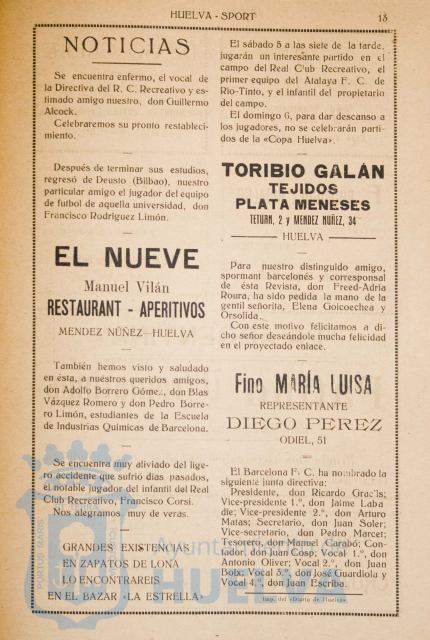 HUELVA - SPORT
13
NOTICIAS
Se encuentra enfermo, el vocal de
la Directiva del R. C. Recreativo y es-
timado amigo nuestro, don Guillermo
Alcock.
Celebraremos su pronto restableci-
miento.
Después de terminar sus estudios,
regresó de Deusto (Bilbao), nuestro
particular amigo el jugador del equipo
de futbol de aquella universidad, don
Francisco Rodríguez Limón.
EL NUEVE
Manuel Vilán
RESTAURANT - APERITIVOS
MENDEZ NÚÑEZ—HUELVA
También hemos visto y saludado
en ésta, a nuestros queridos amigos,
don Adolfo Borrero Gómez, don Blas
Vázquez Romero y don Pedro Borre-
ro Limón, estudiantes de la Escuela
de Industrias Químicas de Barcelona.
Se encuentra muy aliviado del lige-
ro accidente que sufrió días pasados,
el notable jugador del infantil del Real
Club Recreativo, Francisco Corsi.
Nos alegramos muy de veras.
GRANDES EXISTENCIAS
EN ZAPATOS DE LONA
LO ENCONTRAREIS
EN EL BAZAR «LA ESTRELLA»
El sábado 5 a las siete de la tarde,
jugarán un interesante partido en el
campo del Real Club Recreativo, el
primer equipo del Atalaya F. C. de
Rio-Tinto, y el infantil del propietario
del campo.
El domingo 6, para dar descanso a
los jugadores, no se celebrarán parti-
dos de la «Copa Huelva».
TORIBIO GALÁN
TEJIDOS
PLATA MENESES
TETUÁN, 2 y MENDEZ NUÑEZ, 34
HUELVA
Para nuestro distinguido amigo,
spormant barcelonés y corresponsal
de ésta Revista, don Freed-Adria
Roura, ha sido pedida la mano de la
gentil señorita, Elena Goicoechea y
Orsolida.
Con este motivo felicitamos a di-
cho señor deseándole mucha felicidad
en el proyectado enlace.
Fino MARÍA LUISA
REPRESENTANTE
DIEGO PEREZ
ODIEL, 51
El Barcelona F. C. ha nombrado la
siguiente junta directiva:
Presidente, don Ricardo
Vice-presidente 1.º, don Jaime Laba
die; Vice-presidente 2.º, don Arturo
Matas; Secretario, don Juan Soler;
Vice-secretario, don Pedro Marcet;
Tesorero, don Manuel Carabó; Con-
tador, don Juan Cosp; Vocal 1.º, don
Antonio Oliver; Vocal 2.º, don Juan
Boix; Vocal 3.º, don José Guardiola y
Vocal 4.º, don Juan Escriba.
Imp. del «Diario de Huelva»
Ayuntamiento de
HUELVA